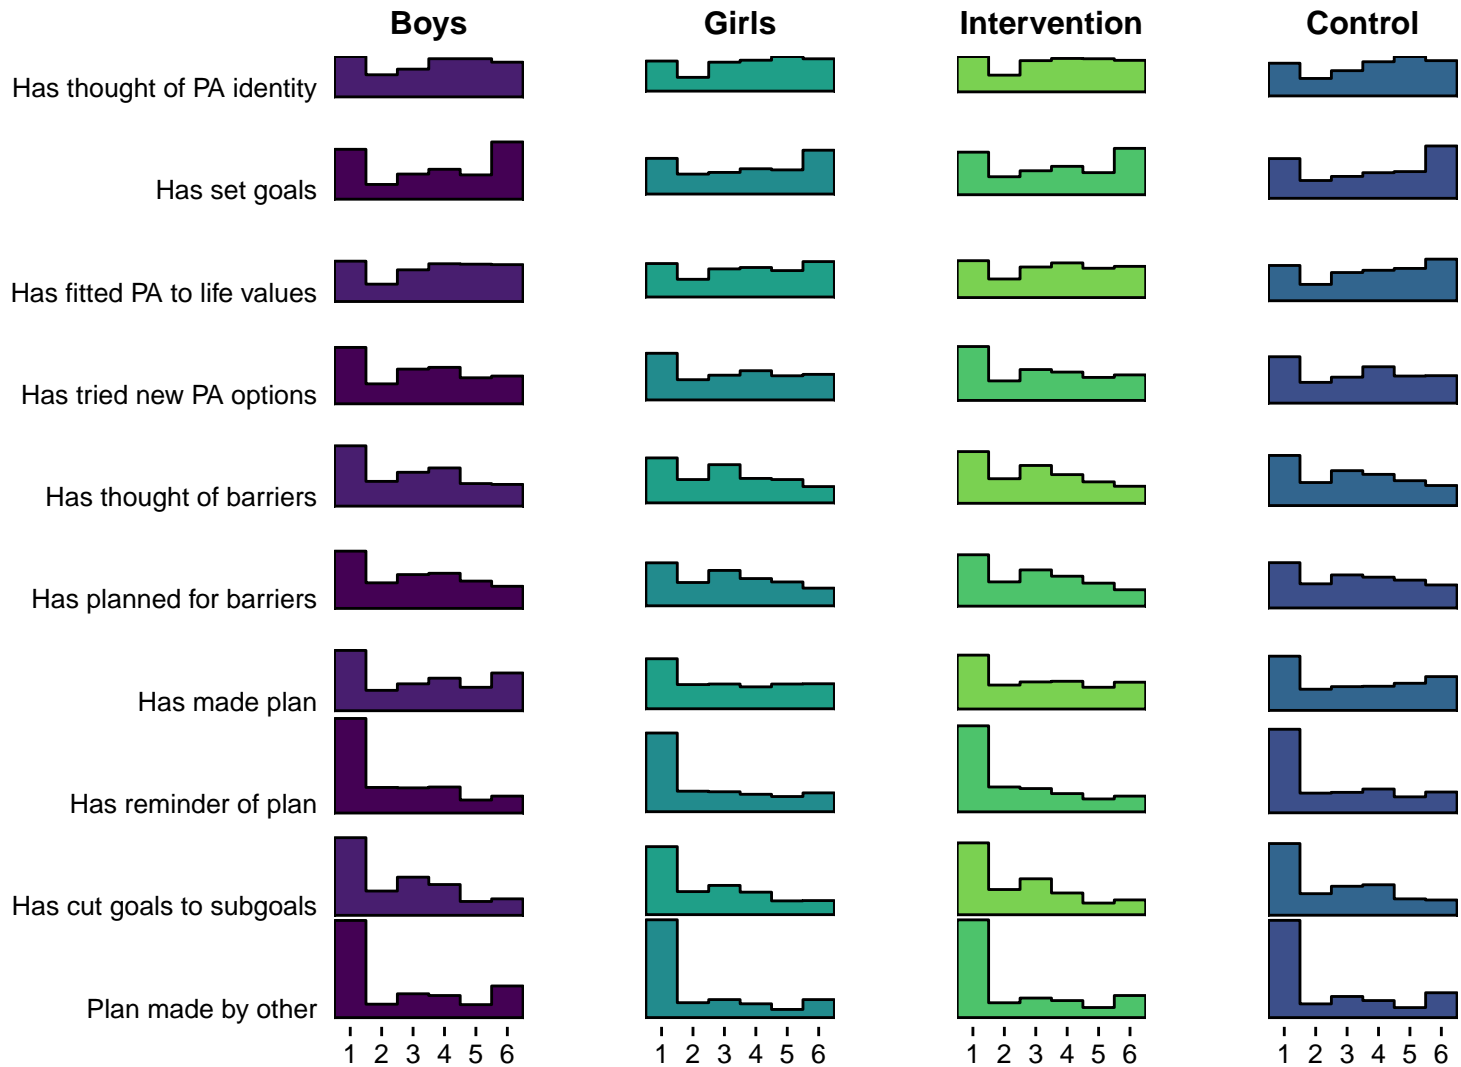 Boys Girls Intervention Control
Has thought of PA identity
Has set goals
Has fitted PA to life values
Has tried new PA options
Has thought of barriers
Has planned for barriers
Has made plan
Has reminder of plan
Has cut goals to subgoals
Plan made by other
1 2 3 4 5 6 1 2 3 4 5 6 1 2 3 4 5 6 1 2 3 4 5 6